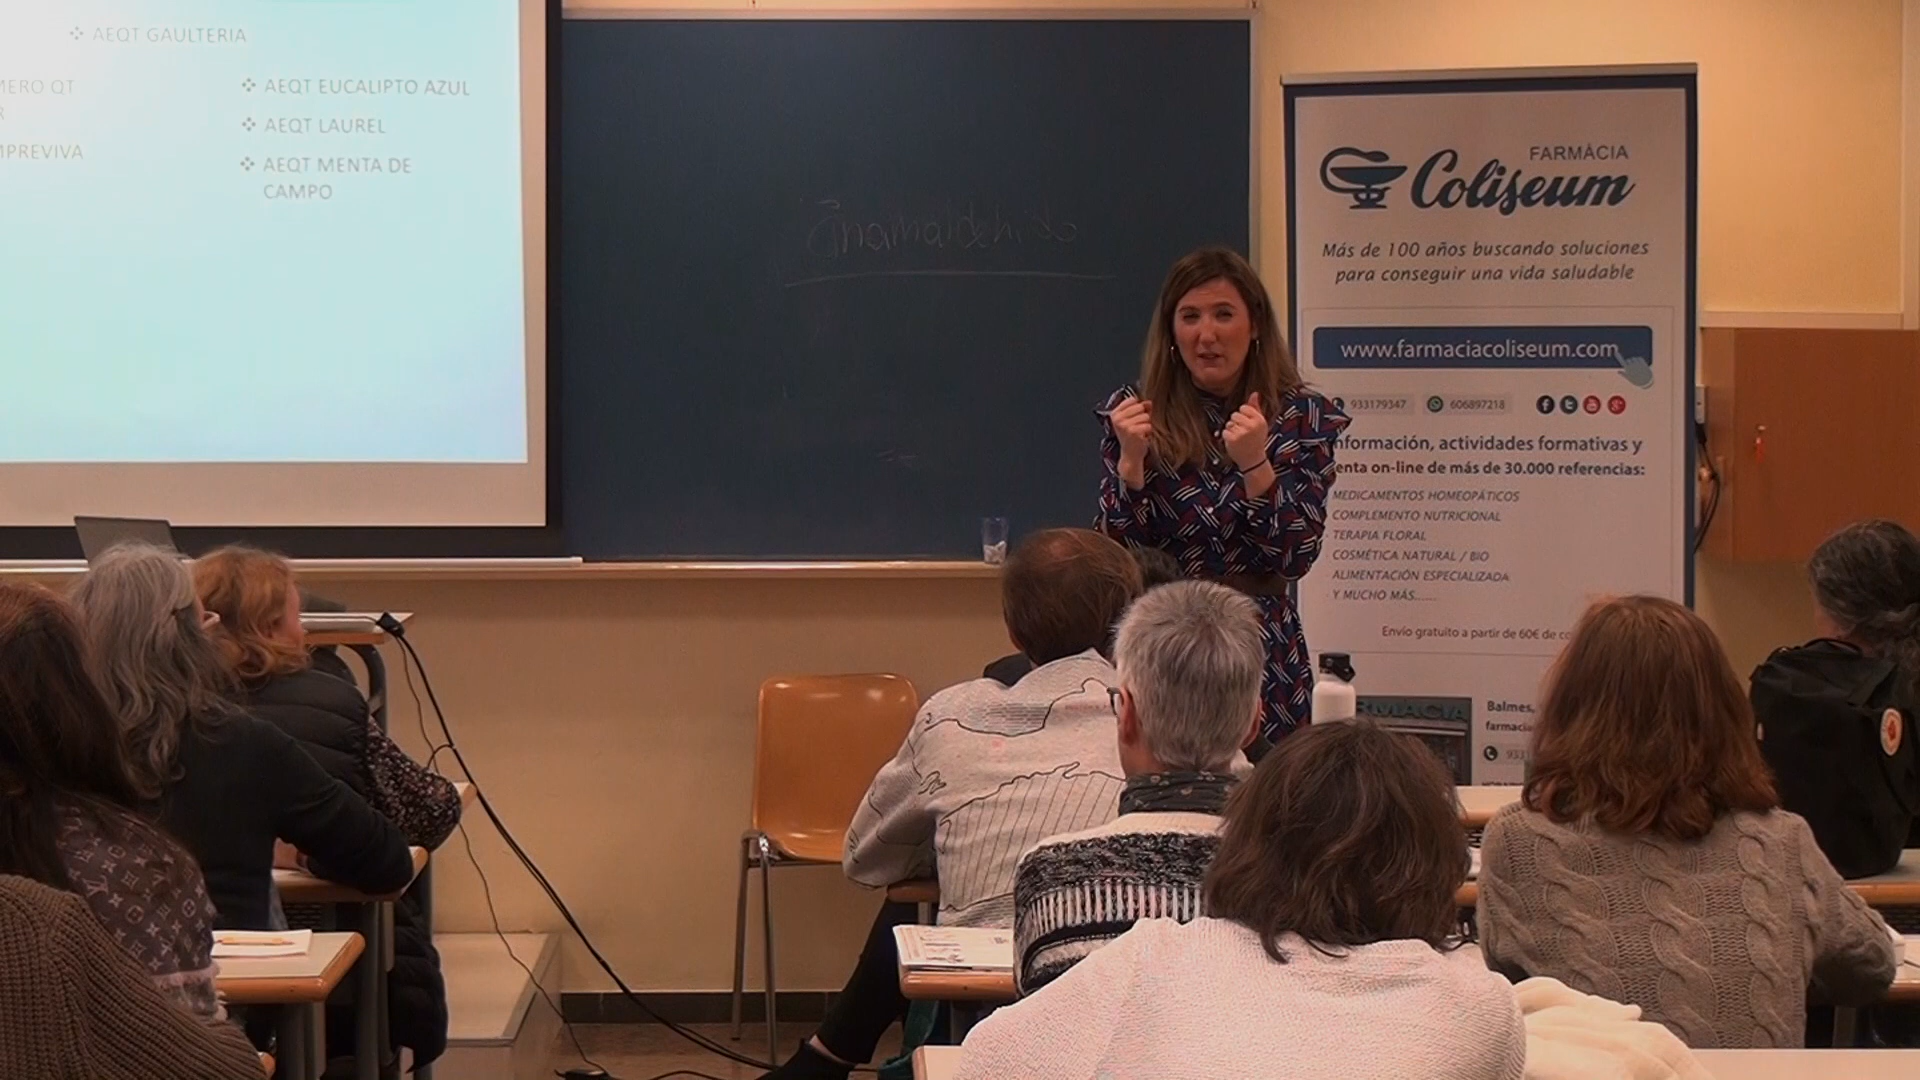 ❖ AEQT GAULTERIA
MERO QT
R
MPREVIVA
❖ AEQT EUCALIPTO AZUL
❖ AEQT LAUREL
❖ AEQT MENTA DE
CAMPO
Cinamaldehido
FARMÀCIA
Coliseum
Más de 100 años buscando soluciones
para conseguir una vida saludable
www.farmaciacoliseum.com
933179347 606897218
nformación, actividades formativas y
enta on-line de más de 30.000 referencias:
MEDICAMENTOS HOMEOPÁTICOS
COMPLEMENTO NUTRICIONAL
TERAPIA FLORAL
COSMÉTICA NATURAL / BIO
ALIMENTACIÓN ESPECIALIZADA
Y MUCHO MÁS......
Envío gratuito a partir de 60€ de co
RMACIA
Balmes,
farmacia
933